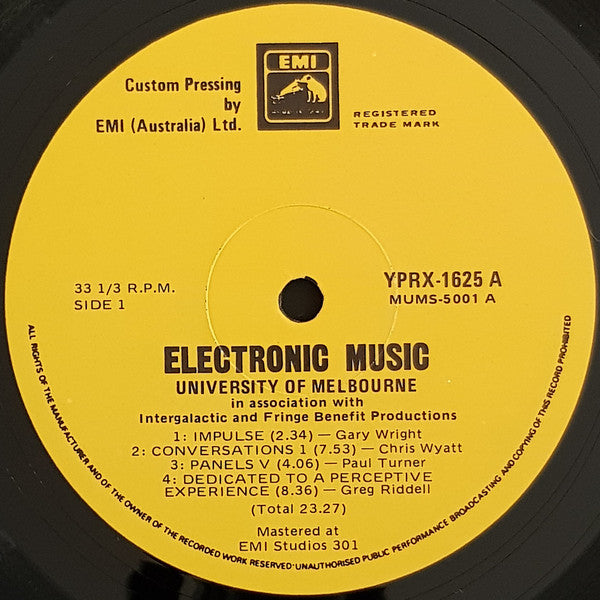 EMI
Custom Pressing
by
EMI (Australia) Ltd.
REGISTERED
TRADE MARK
33 1/3 R.P.M.
SIDE 1
YPRX-1625 A
MUMS-5001 A
ELECTRONIC MUSIC
UNIVERSITY OF MELBOURNE
in association with
Intergalactic and Fringe Benefit Productions
1: IMPULSE (2.34) — Gary Wright
2: CONVERSATIONS 1 (7.53) — Chris Wyatt
3: PANELS V (4.06) — Paul Turner
4: DEDICATED TO A PERCEPTIVE
EXPERIENCE (8.36) — Greg Riddell
(Total 23.27)
Mastered at
EMI Studios 301
ALL RIGHTS OF THE MANUFACTURER AND OF THE OWNER OF THE RECORDED WORK RESERVED·UNAUTHORISED PUBLIC PERFORMANCE BROADCASTING AND COPYING OF THIS RECORD PROHIBITED